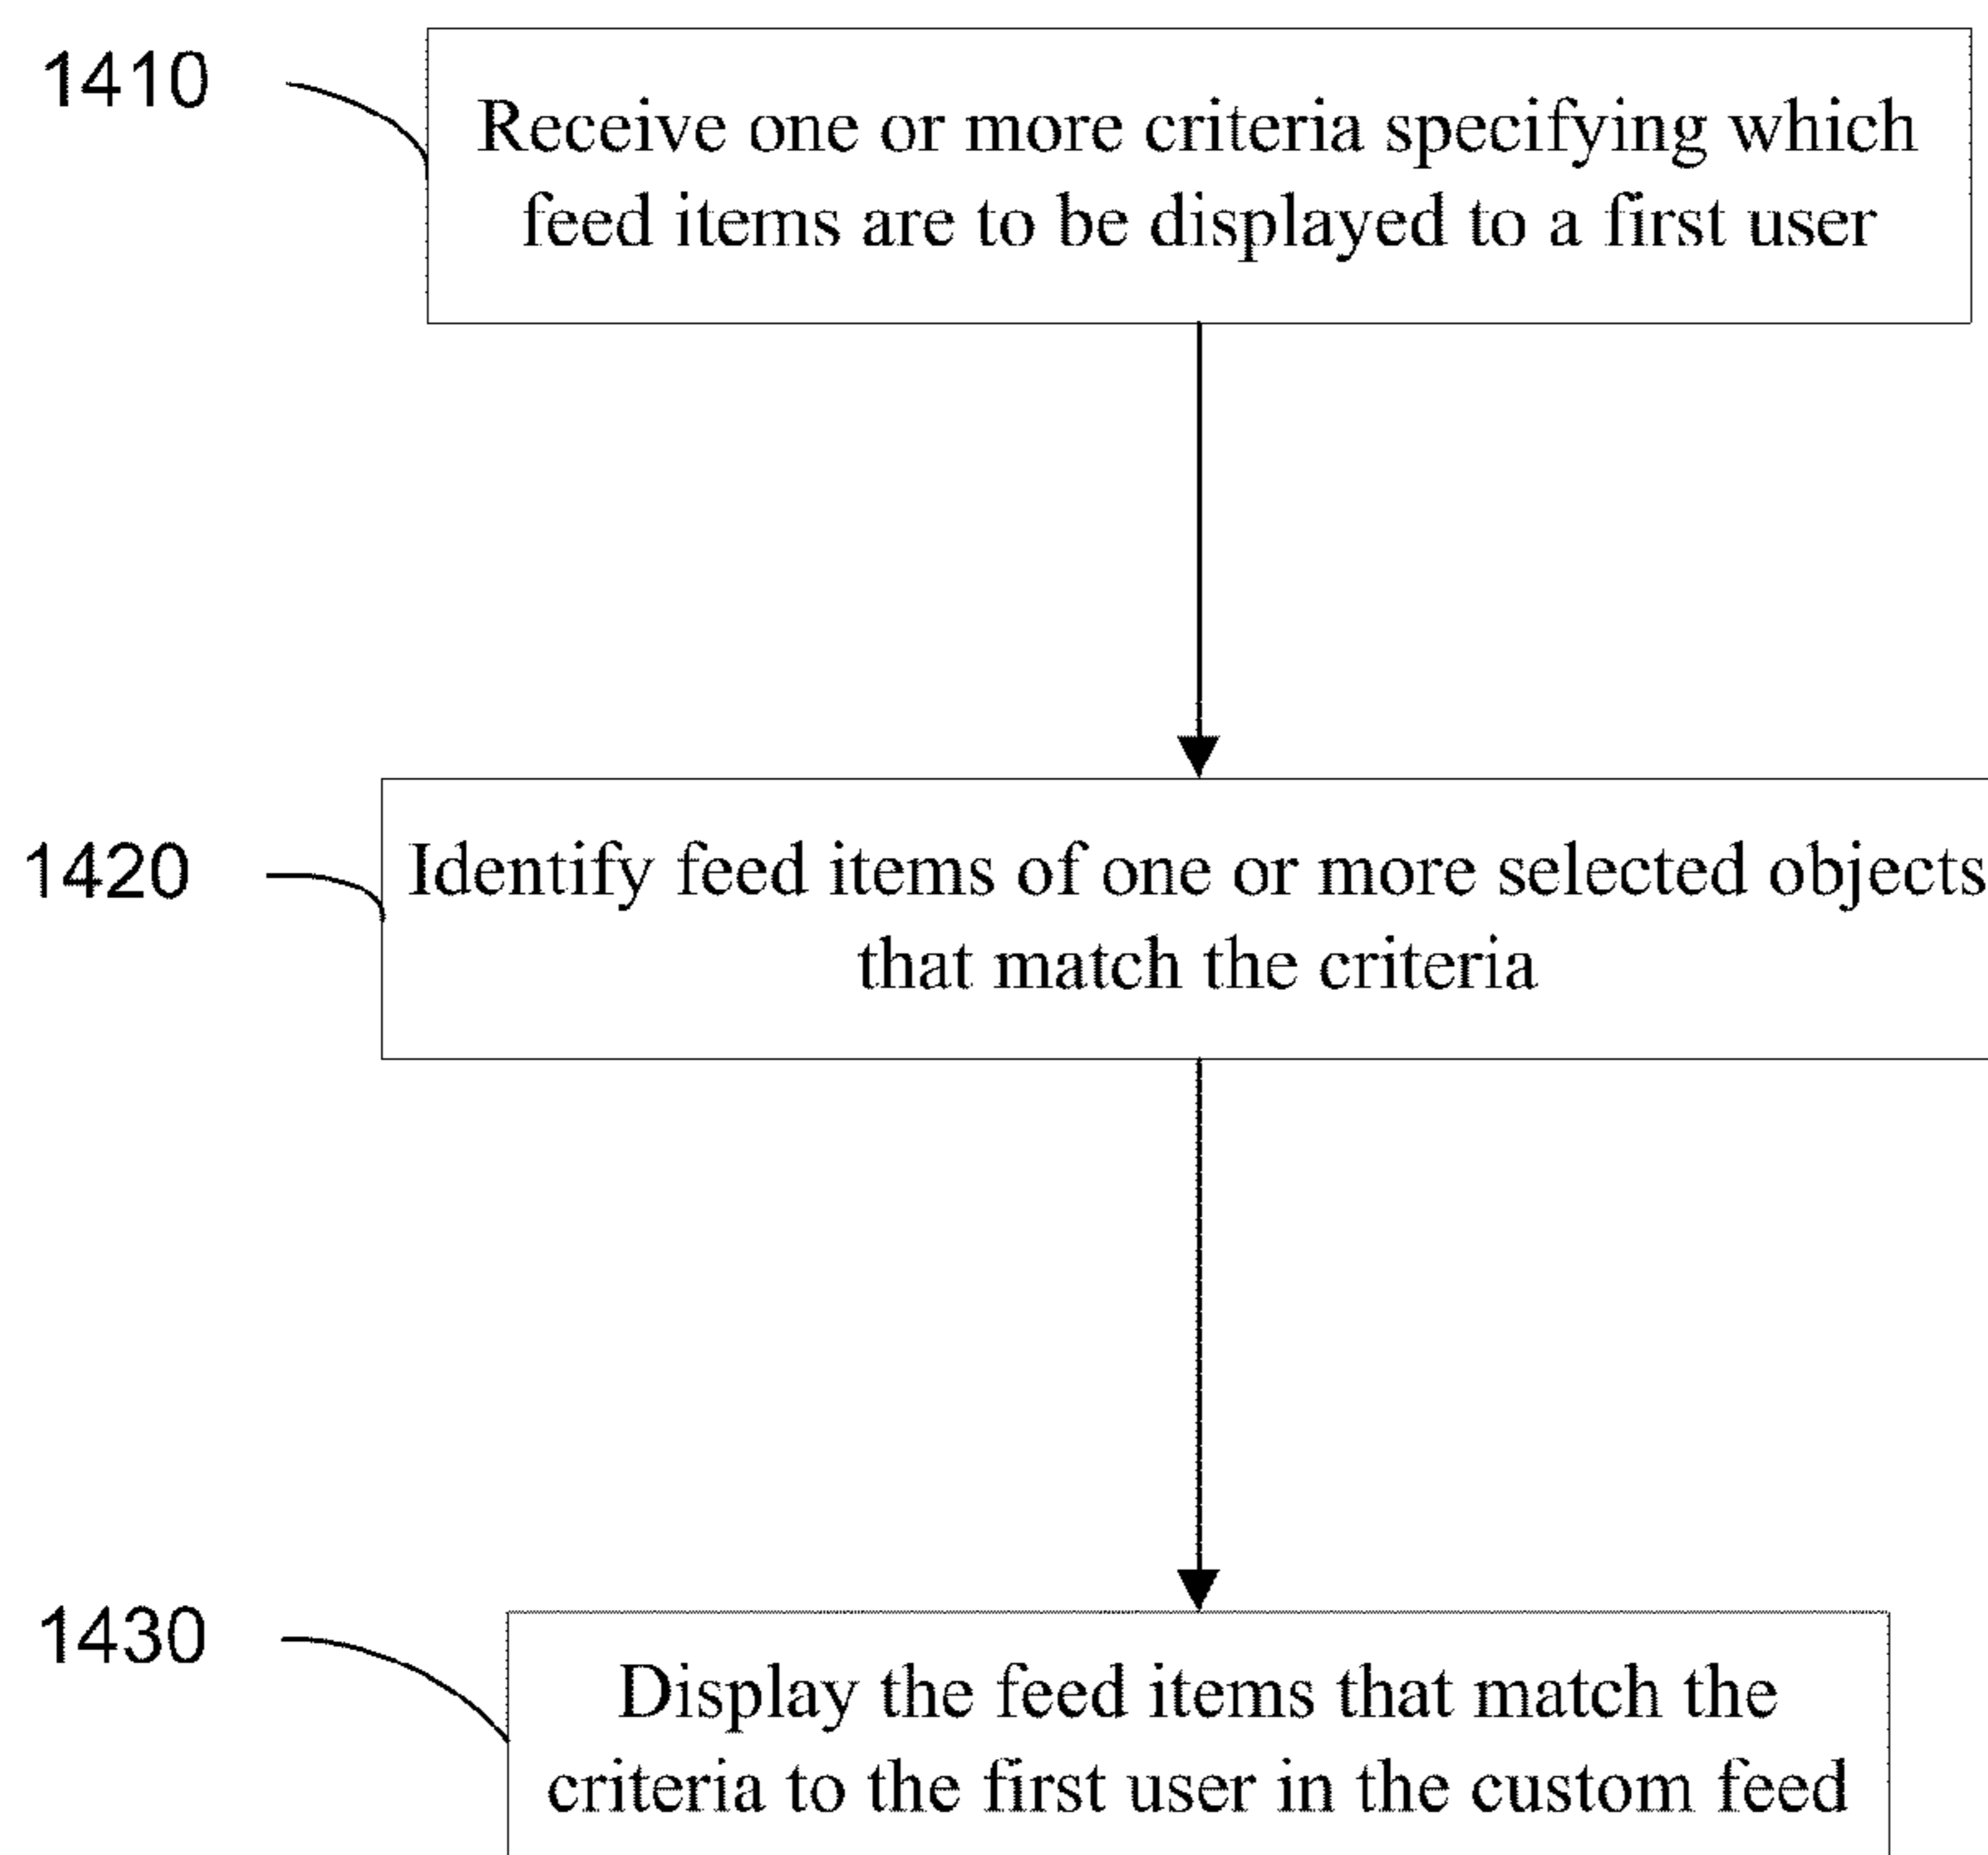 1410
Receive one or more criteria specifying which
feed items are to be displayed to a first user
1420
Identify feed items of one or more selected objects
that match the criteria
1430
Display the feed items that match the
criteria to the first user in the custom feed